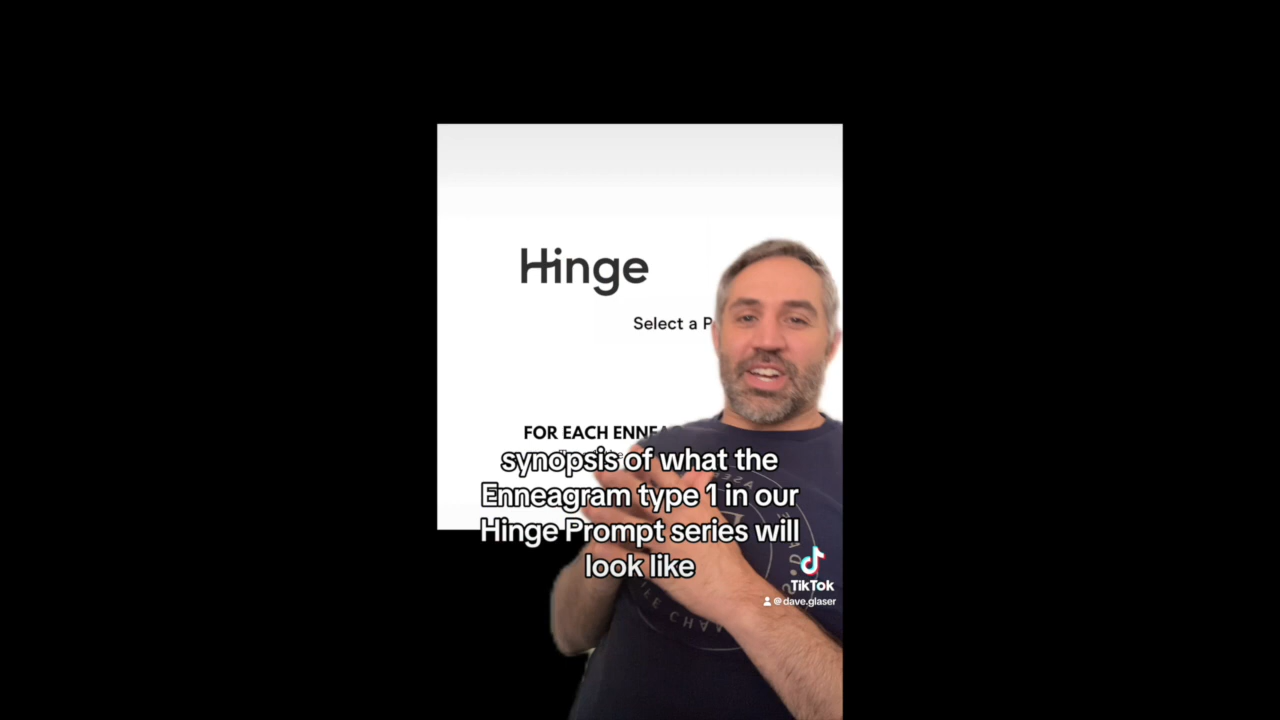 Hinge
Select a P
FOR EACH ENNEA
synopsis of what the
Enneagram type 1 in our
Hinge Prompt series will
look like
TikTok
@dave.glaser